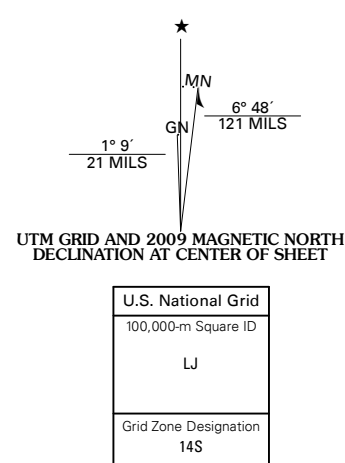 ★
MN
GN
6° 48´
121 MILS
1° 9´
21 MILS
UTM GRID AND 2009 MAGNETIC NORTH
DECLINATION AT CENTER OF SHEET
U.S. National Grid
100,000-m Square ID
LJ
Grid Zone Designation
14S